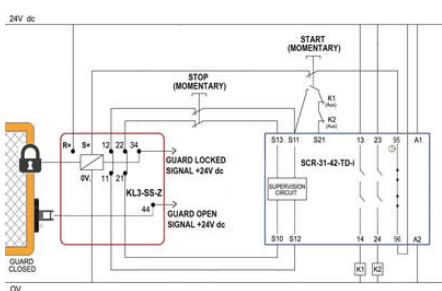 24V dc
START
(MOMENTARY)
STOP
(MOMENTARY)
K1
(Aux)
K2
(Aux)
R+ S+ 12 22 34
GUARD LOCKED
SIGNAL +24V dc
0V. 11 21
KL3-SS-Z
44
GUARD OPEN
SIGNAL +24V dc
S13 S11 S21 13 23 95 A1
SCR-31-42-TD-i
SUPERVISION
CIRCUIT
S10 S12 14 24 96 A2
K1 K2
GUARD
CLOSED
0V